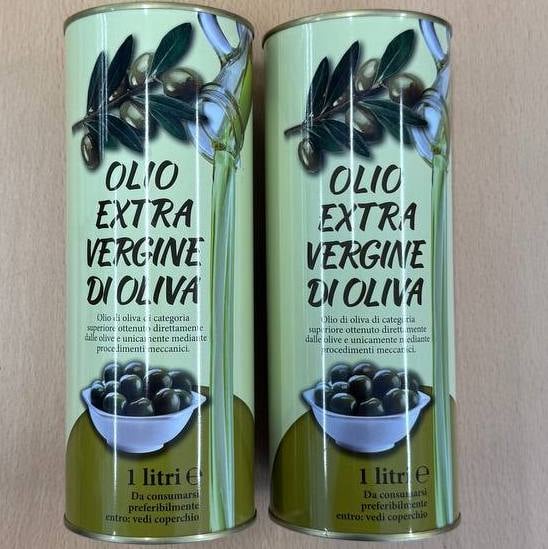 OLIO
EXTRA
VERGINE
DI OLIVA
Olio di oliva di categoria
superiore ottenuto direttamente
dalle olive e unicamente mediante
procedimenti meccanici.
1 litri ℮
Da consumarsi
preferibilmente
entro: vedi coperchio
OLIO
EXTRA
VERGINE
DI OLIVA
Olio di oliva di categoria
superiore ottenuto direttamente
dalle olive e unicamente mediante
procedimenti meccanici.
1 litri ℮
Da consumarsi
preferibilmente
entro: vedi coperchio